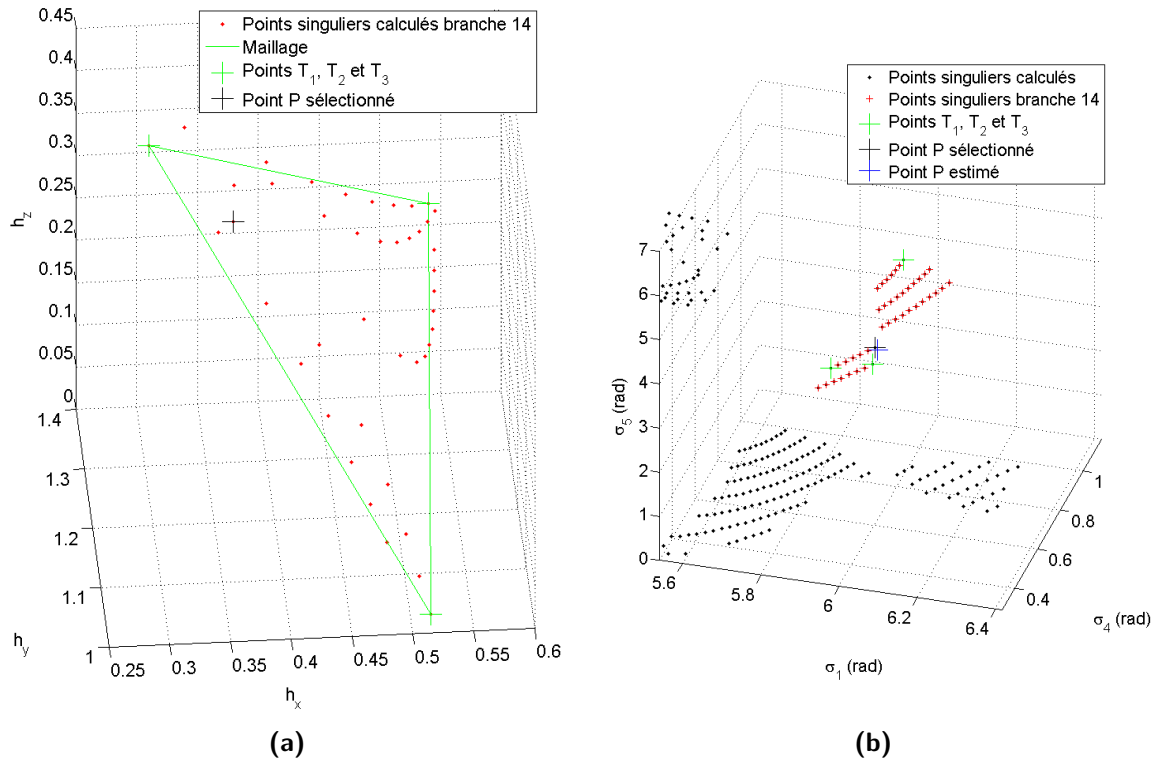 Points singuliers calculés branche 14
Maillage
Points T1, T2 et T3
Point P sélectionné
0.45
0.4
0.35
0.3
0.25
0.2
0.15
0.1
0.05
0
hz
1.4
1.3
1.2
1.1
1
hy
0.25
0.3
0.35
0.4
0.45
0.5
0.55
0.6
hx
(a)
Points singuliers calculés
Points singuliers branche 14
Points T1, T2 et T3
Point P sélectionné
Point P estimé
7
6
5
4
3
2
1
0
σ5 (rad)
5.6
5.8
6
6.2
6.4
σ1 (rad)
1
0.8
0.6
0.4
σ4 (rad)
(b)